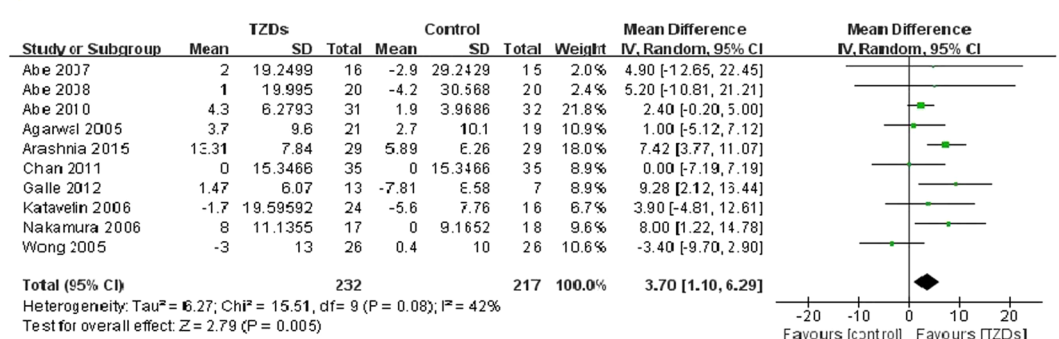 TZDs Control Mean Difference Mean Difference
Study or Subgroup Mean SD Total Mean SD Total Weight IV, Random, 95% CI IV, Random, 95% CI
Abe 2007 2 19.2499 16 -2.9 29.2429 15 2.0% 4.90 [-12.65, 22.45]
Abe 2008 1 19.995 20 -4.2 30.568 20 2.4% 5.20 [-10.81, 21.21]
Abe 2010 4.3 6.2793 31 1.9 3.9686 32 21.8% 2.40 [-0.20, 5.00]
Agarwal 2005 3.7 9.6 21 2.7 10.1 19 10.9% 1.00 [-5.12, 7.12]
Arashnia 2015 13.31 7.84 29 5.89 6.26 29 18.0% 7.42 [3.77, 11.07]
Chan 2011 0 15.3466 35 0 15.3466 35 8.9% 0.00 [-7.19, 7.19]
Galle 2012 1.47 6.07 13 -7.81 8.58 7 8.9% 9.28 [2.12, 16.44]
Katavetin 2006 -1.7 19.59592 24 -5.6 7.76 16 6.7% 3.90 [-4.81, 12.61]
Nakamura 2006 8 11.1355 17 0 9.1652 18 9.6% 8.00 [1.22, 14.78]
Wong 2005 -3 13 26 0.4 10 26 10.6% -3.40 [-9.70, 2.90]
Total (95% CI) 232 217 100.0% 3.70 [1.10, 6.29]
Heterogeneity: Tau² = 6.27; Chi² = 15.51, df = 9 (P = 0.08); I² = 42%
Test for overall effect: Z = 2.79 (P = 0.005)
-20 -10 0 10 20
Favours [control] Favours [TZDs]